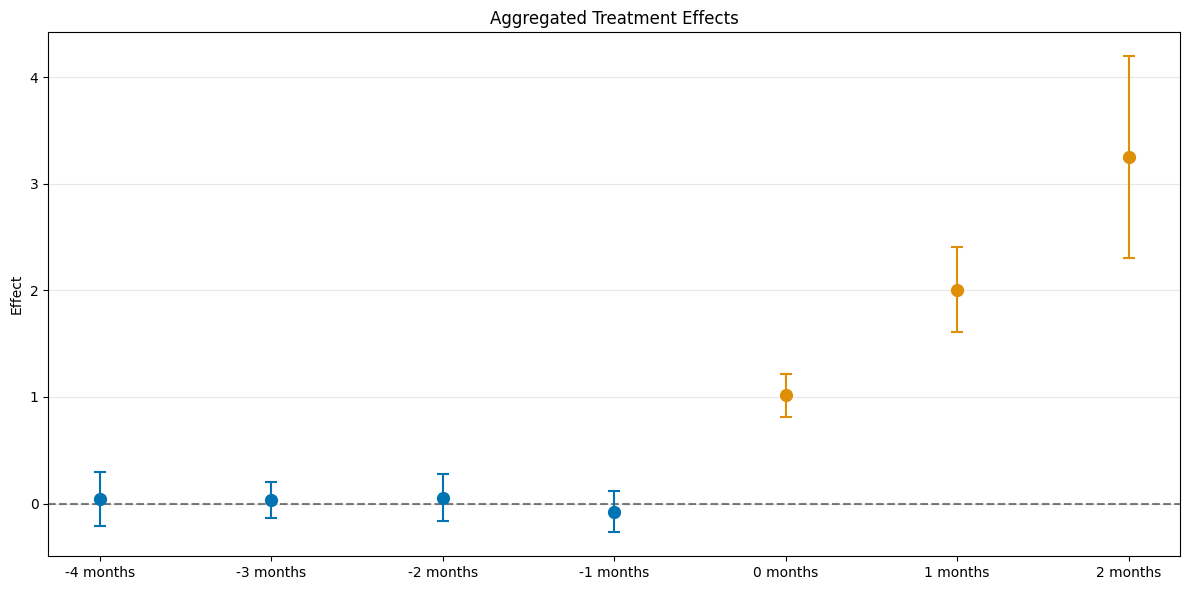 Aggregated Treatment Effects
Effect
4
3
2
1
0
-4 months
-3 months
-2 months
-1 months
0 months
1 months
2 months